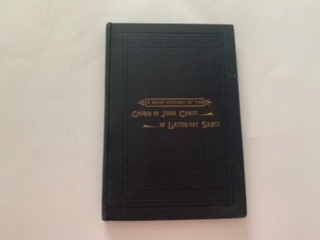 A BRIEF HISTORY OF THE
CHURCH OF JESUS CHRIST
OF LATTER-DAY SAINTS